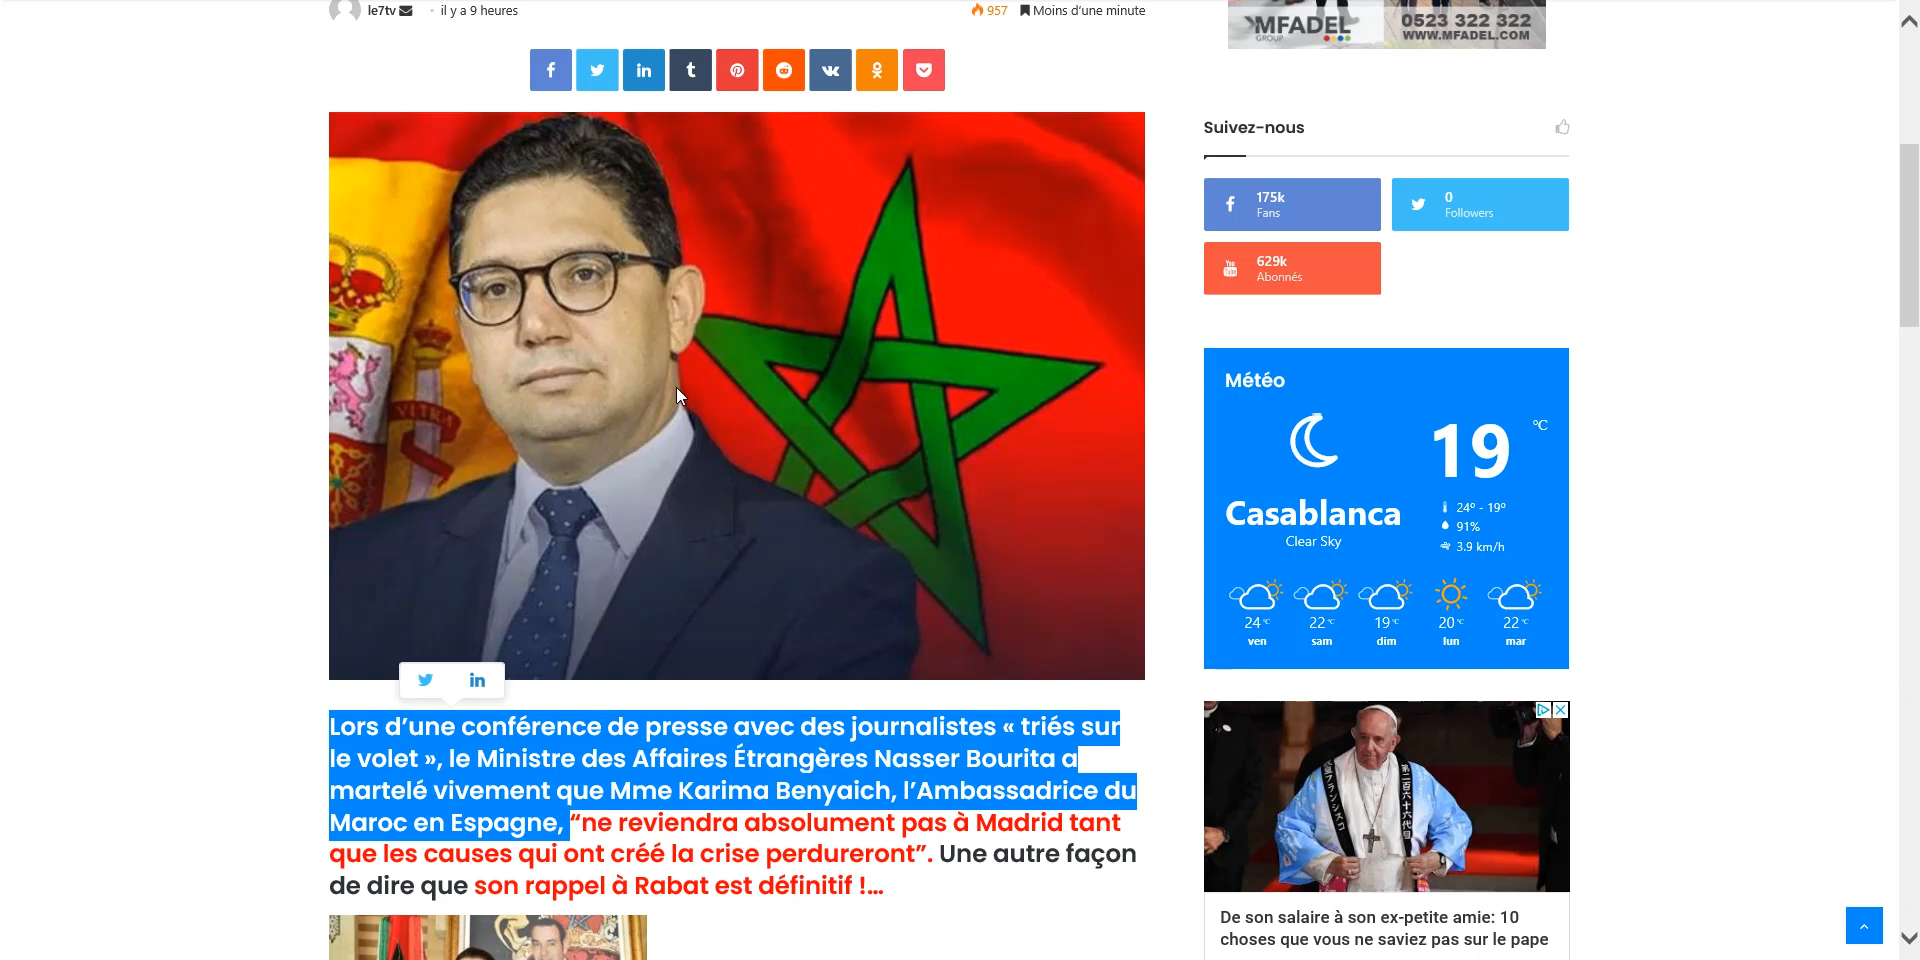 le7tv
il y a 9 heures
957
Moins d’une minute
MFADEL
GROUP
0523 322 322
WWW.MFADEL.COM
Suivez-nous
175k
Fans
0
Followers
You
Tube
629k
Abonnés
Météo
19 °C
Casablanca
Clear Sky
24º - 19º
91%
3.9 km/h
24 °C
22 °C
19 °C
20 °C
22 °C
ven
sam
dim
lun
mar
Lors d’une conférence de presse avec des journalistes « triés sur
le volet », le Ministre des Affaires Étrangères Nasser Bourita a
martelé vivement que Mme Karima Benyaich, l’Ambassadrice du
Maroc en Espagne, “ne reviendra absolument pas à Madrid tant
que les causes qui ont créé la crise perdureront”. Une autre façon
de dire que son rappel à Rabat est définitif !…
De son salaire à son ex-petite amie: 10
choses que vous ne saviez pas sur le pape